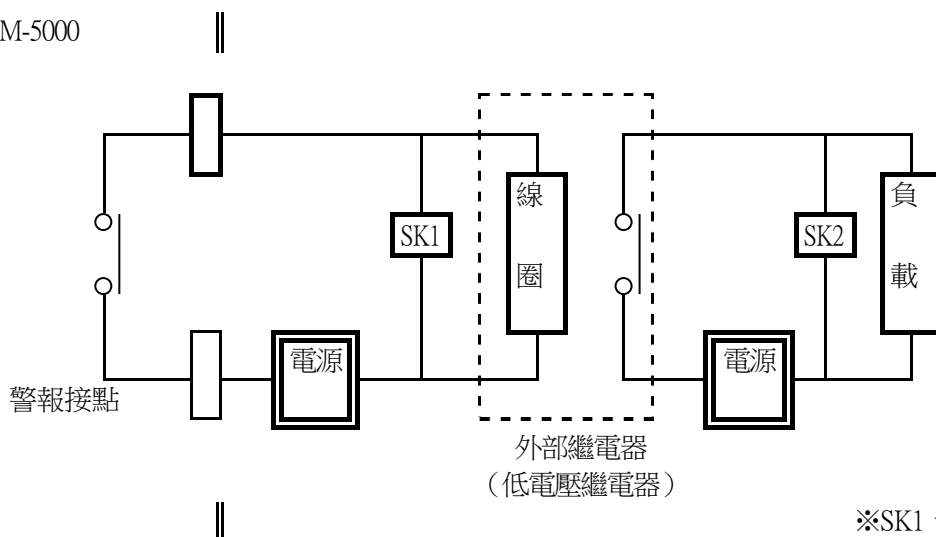 M-5000
線
圈
負
載
SK1
SK2
電源
電源
警報接點
外部繼電器
（低電壓繼電器）
※SK1